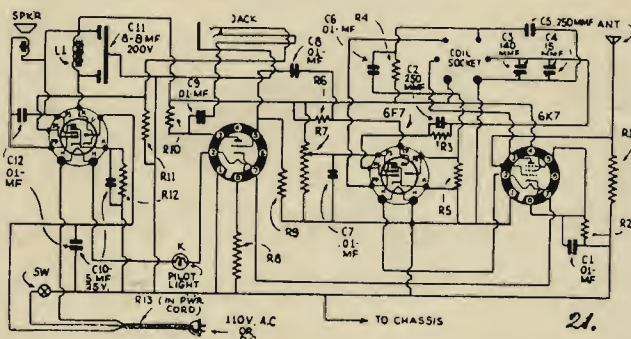 SPKR
L1
C11
8-8 MF
200V
JACK
C9
.01-
MF
C8
.01-
MF
C6
.01-MF
R4
C2
250
MMF
C5, 250MMF
ANT
C3
140
MMF
C4
15
MMF
COIL
SOCKET
R6
R7
6F7
R3
6K7
R1
C12
.01-
MF
R10
R11
R12
R9
C7
.01-
MF
R5
R2
C1
.01-
MF
R8
K
PILOT
LIGHT
C10-
5
MF
35V.
SW
R13 (IN PWR.
CORD)
110V. A.C
OR
TO CHASSIS
21.